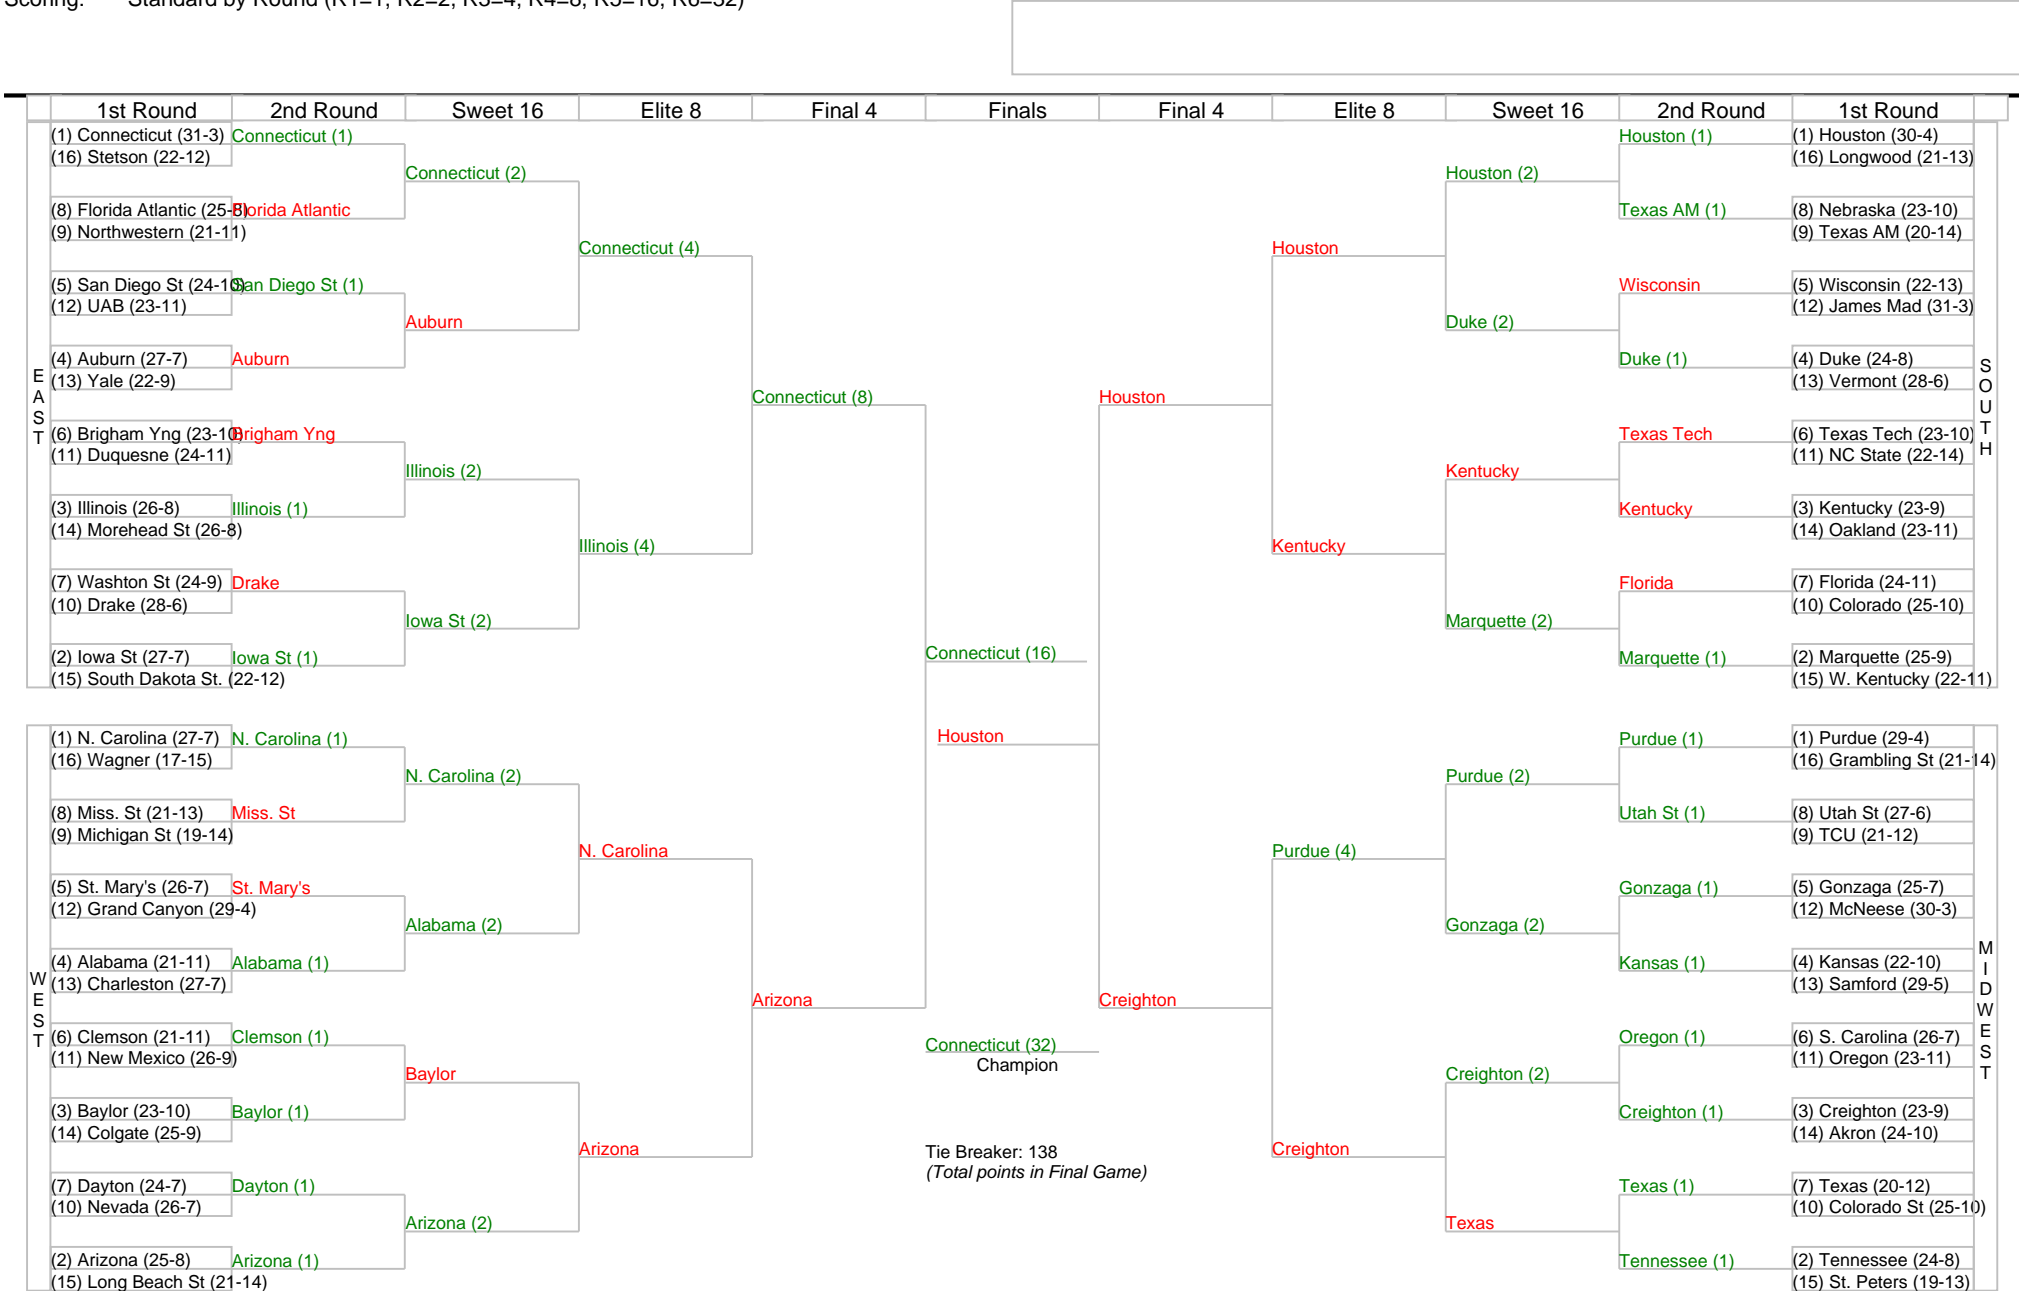 Scoring: Standard by Round (R1=1, R2=2, R3=4, R4=8, R5=16, R6=32)
1st Round 2nd Round Sweet 16 Elite 8 Final 4 Finals Final 4 Elite 8 Sweet 16 2nd Round 1st Round
EAST
(1) Connecticut (31-3)
(16) Stetson (22-12)
(8) Florida Atlantic (25-8)
(9) Northwestern (21-11)
(5) San Diego St (24-10)
(12) UAB (23-11)
(4) Auburn (27-7)
(13) Yale (22-9)
(6) Brigham Yng (23-10)
(11) Duquesne (24-11)
(3) Illinois (26-8)
(14) Morehead St (26-8)
(7) Washton St (24-9)
(10) Drake (28-6)
(2) Iowa St (27-7)
(15) South Dakota St. (22-12)
Connecticut (1)
Florida Atlantic
San Diego St (1)
Auburn
Brigham Yng
Illinois (1)
Drake
Iowa St (1)
Connecticut (2)
Auburn
Illinois (2)
Iowa St (2)
Connecticut (4)
Illinois (4)
Connecticut (8)
WEST
(1) N. Carolina (27-7)
(16) Wagner (17-15)
(8) Miss. St (21-13)
(9) Michigan St (19-14)
(5) St. Mary's (26-7)
(12) Grand Canyon (29-4)
(4) Alabama (21-11)
(13) Charleston (27-7)
(6) Clemson (21-11)
(11) New Mexico (26-9)
(3) Baylor (23-10)
(14) Colgate (25-9)
(7) Dayton (24-7)
(10) Nevada (26-7)
(2) Arizona (25-8)
(15) Long Beach St (21-14)
N. Carolina (1)
Miss. St
St. Mary's
Alabama (1)
Clemson (1)
Baylor (1)
Dayton (1)
Arizona (1)
N. Carolina (2)
Alabama (2)
Baylor
Arizona (2)
N. Carolina
Arizona
Arizona
Connecticut (16)
Houston
Connecticut (32)
Champion
Tie Breaker: 138
(Total points in Final Game)
Houston
Houston
Kentucky
Houston (2)
Duke (2)
Kentucky
Marquette (2)
Houston (1)
Texas AM (1)
Wisconsin
Duke (1)
Texas Tech
Kentucky
Florida
Marquette (1)
(1) Houston (30-4)
(16) Longwood (21-13)
(8) Nebraska (23-10)
(9) Texas AM (20-14)
(5) Wisconsin (22-13)
(12) James Mad (31-3)
(4) Duke (24-8)
(13) Vermont (28-6)
(6) Texas Tech (23-10)
(11) NC State (22-14)
(3) Kentucky (23-9)
(14) Oakland (23-11)
(7) Florida (24-11)
(10) Colorado (25-10)
(2) Marquette (25-9)
(15) W. Kentucky (22-11)
SOUTH
Creighton
Purdue (4)
Creighton
Purdue (2)
Gonzaga (2)
Creighton (2)
Texas
Purdue (1)
Utah St (1)
Gonzaga (1)
Kansas (1)
Oregon (1)
Creighton (1)
Texas (1)
Tennessee (1)
(1) Purdue (29-4)
(16) Grambling St (21-14)
(8) Utah St (27-6)
(9) TCU (21-12)
(5) Gonzaga (25-7)
(12) McNeese (30-3)
(4) Kansas (22-10)
(13) Samford (29-5)
(6) S. Carolina (26-7)
(11) Oregon (23-11)
(3) Creighton (23-9)
(14) Akron (24-10)
(7) Texas (20-12)
(10) Colorado St (25-10)
(2) Tennessee (24-8)
(15) St. Peters (19-13)
MIDWEST